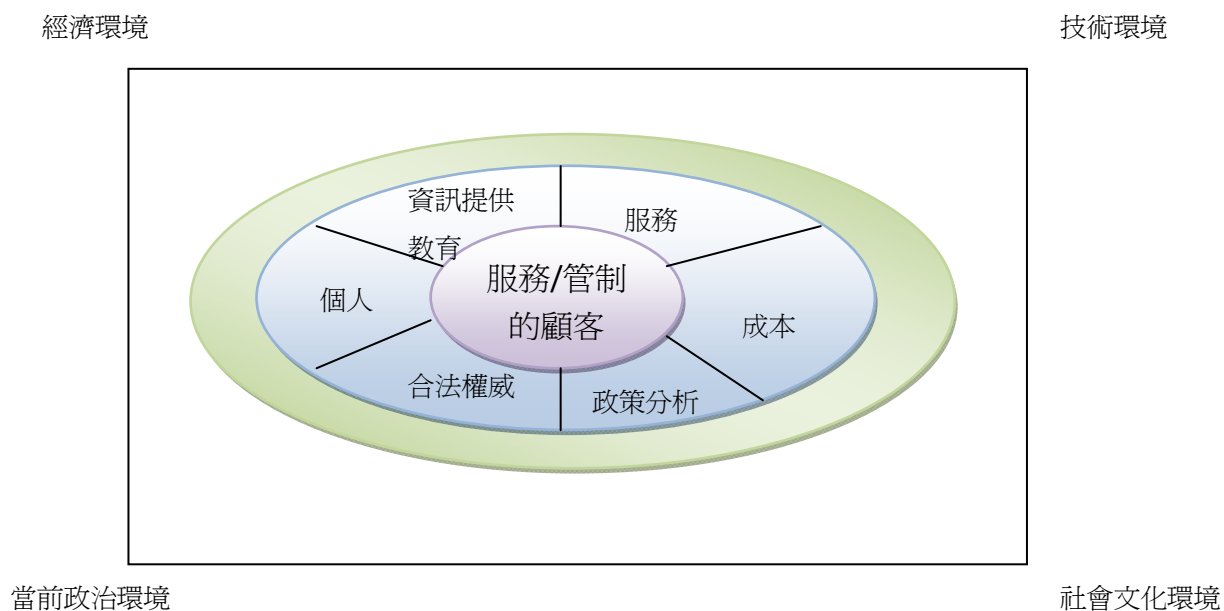 經濟環境
技術環境
資訊提供
教育
服務
個人
服務/管制
的顧客
成本
合法權威
政策分析
當前政治環境
社會文化環境